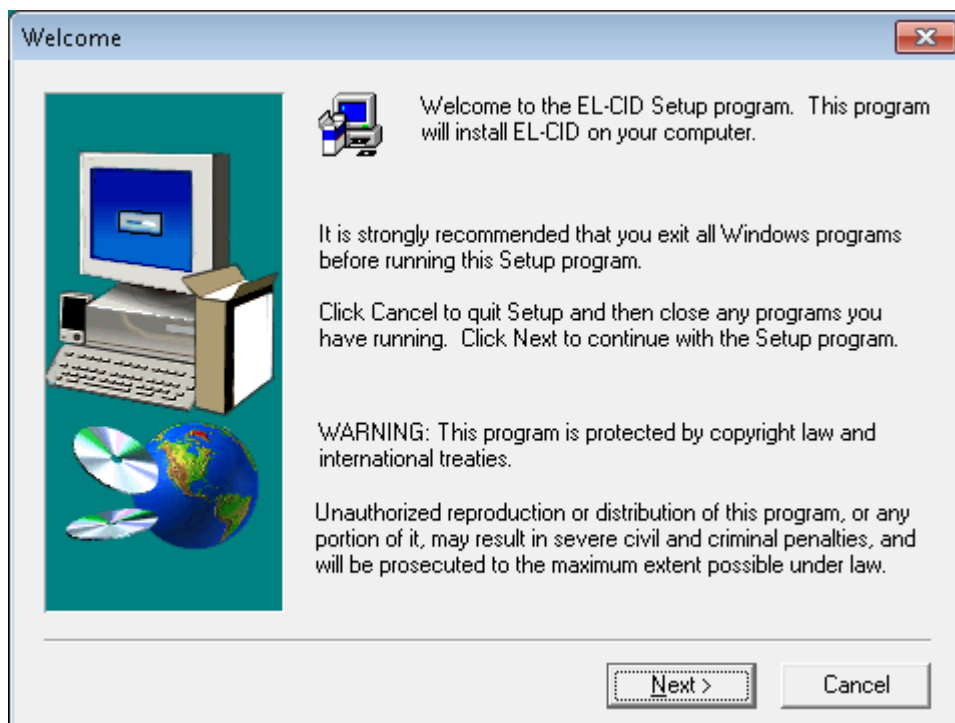 Welcome
Welcome to the EL-CID Setup program.  This program
will install EL-CID on your computer.
It is strongly recommended that you exit all Windows programs
before running this Setup program.
Click Cancel to quit Setup and then close any programs you
have running.  Click Next to continue with the Setup program.
WARNING: This program is protected by copyright law and
international treaties.
Unauthorized reproduction or distribution of this program, or any
portion of it, may result in severe civil and criminal penalties, and
will be prosecuted to the maximum extent possible under law.
Next >
Cancel